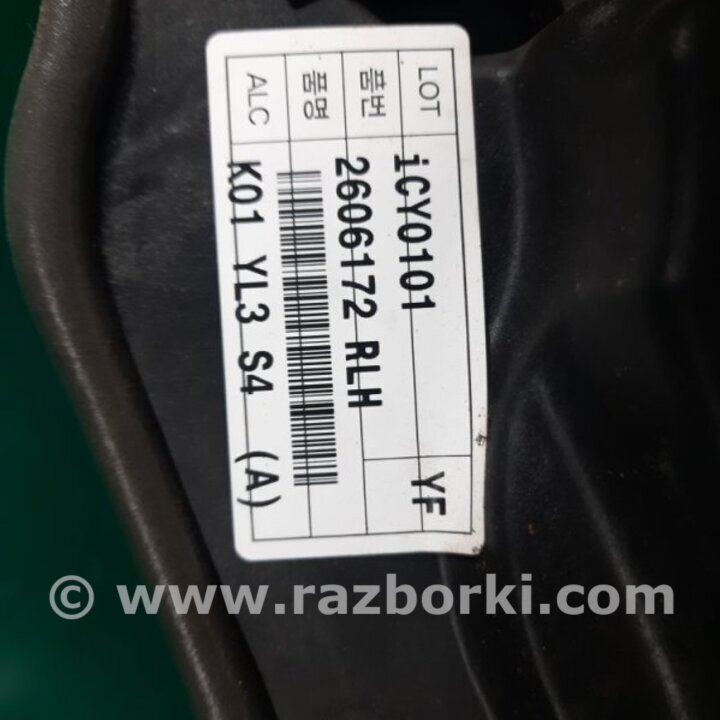 LOT iCY0101 YF
품번 2606172 RLH
품명
ALC K01 YL3 S4 (A)
© www.razborki.com